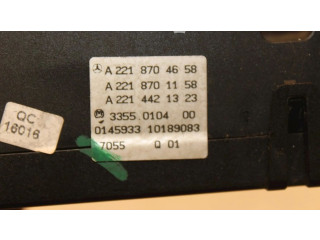 A 221 870 46 58
A 221 870 11 58
A 221 442 13 23
3355.0104 00
0145933 10189083
7055 Q 01
QC
16016